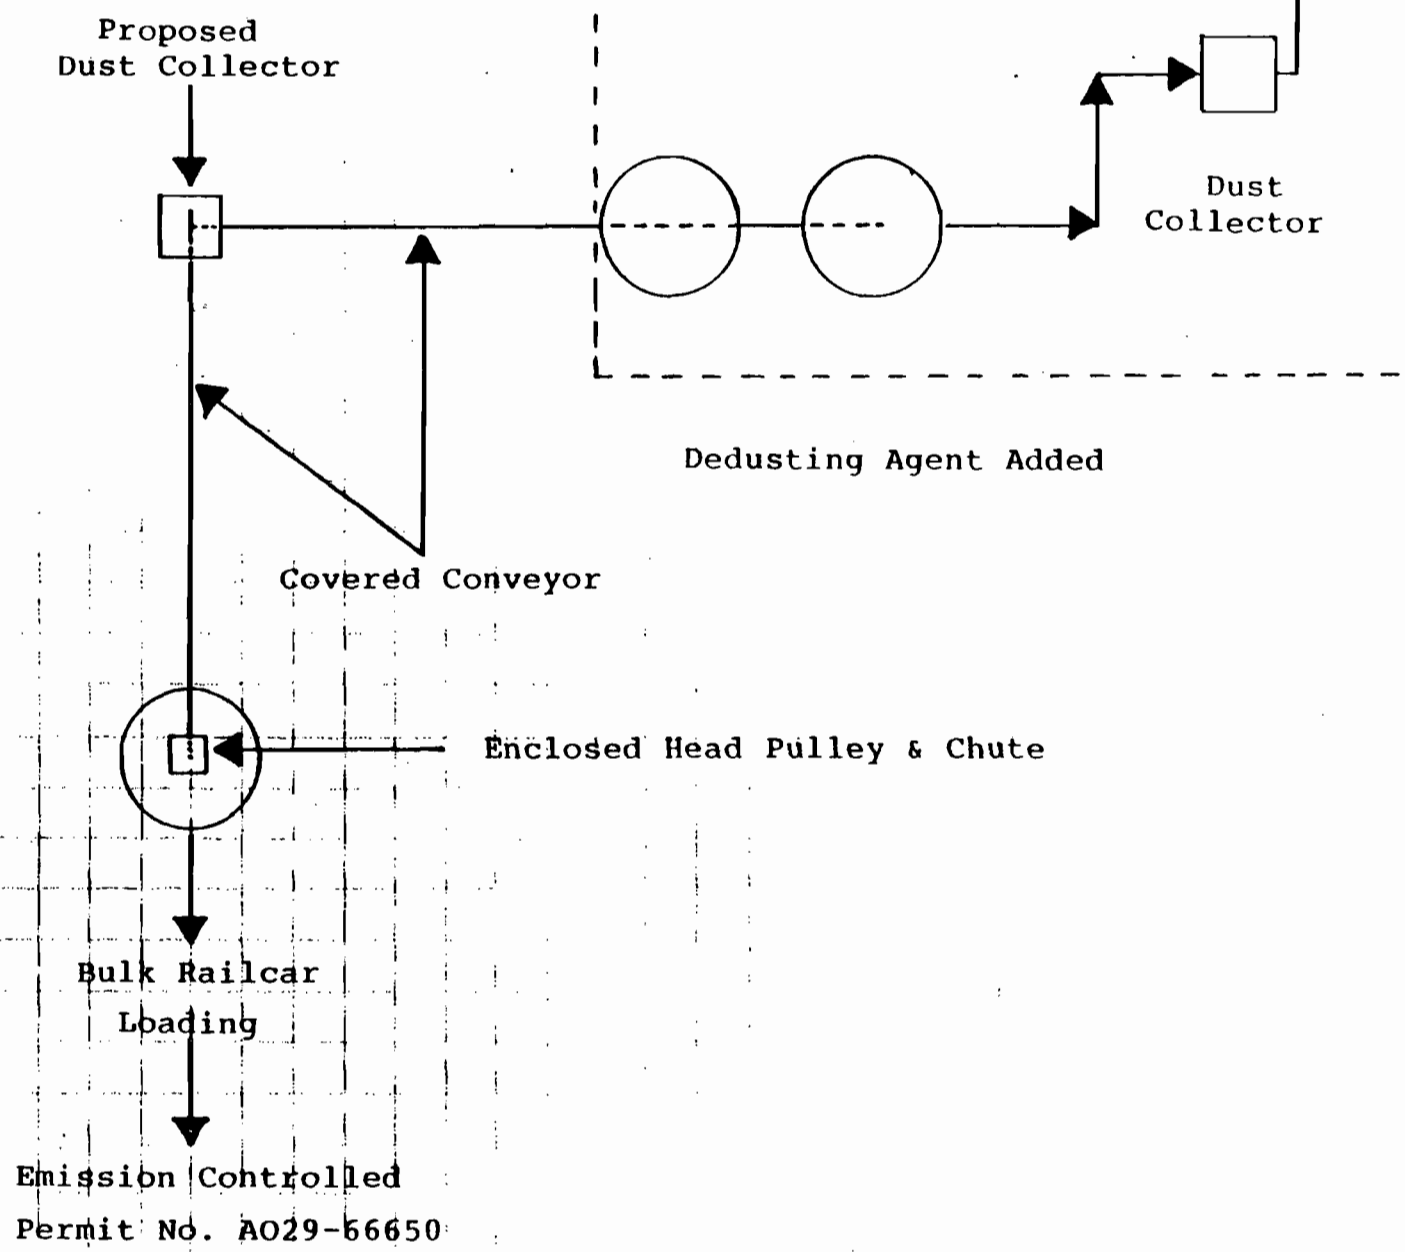 Proposed
Dust Collector
Dust
Collector
Dedusting Agent Added
Covered Conveyor
Enclosed Head Pulley & Chute
Bulk Railcar
Loading
Emission Controlled
Permit No. AO29-66650